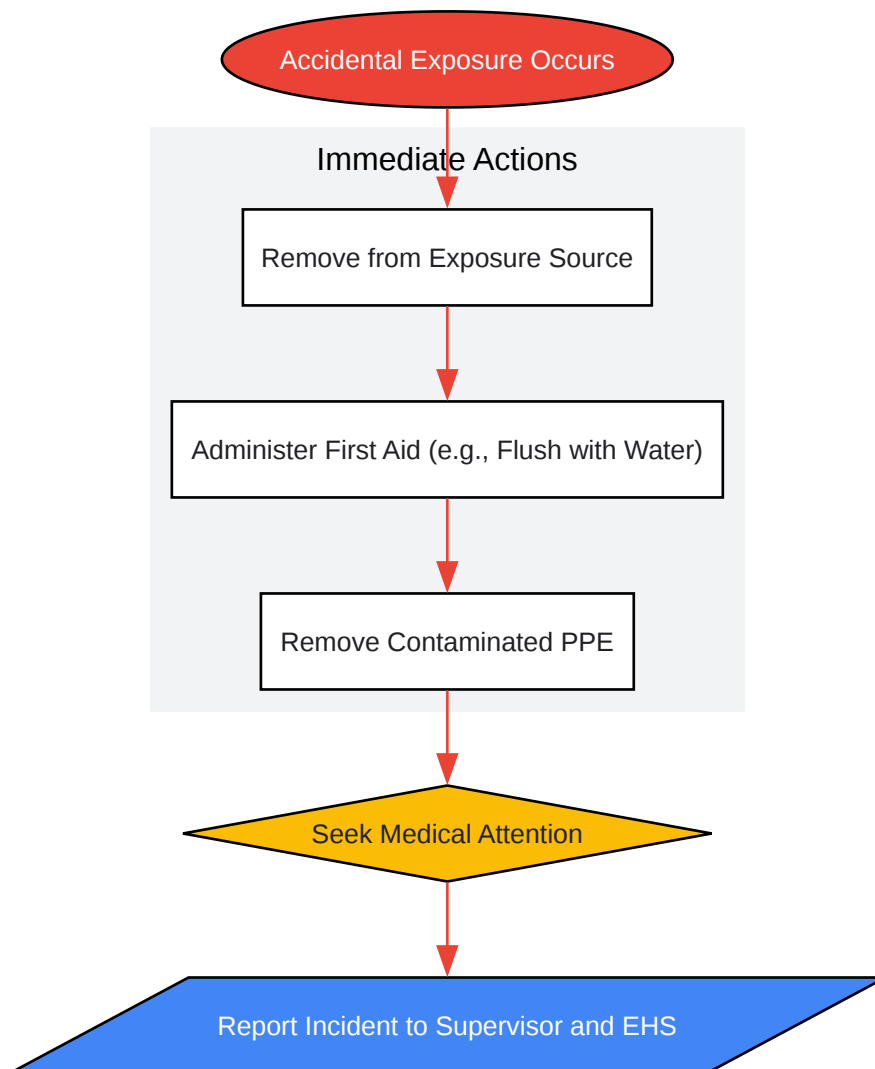 Accidental Exposure Occurs
Immediate Actions
Remove from Exposure Source
Administer First Aid (e.g., Flush with Water)
Remove Contaminated PPE
Seek Medical Attention
Report Incident to Supervisor and EHS